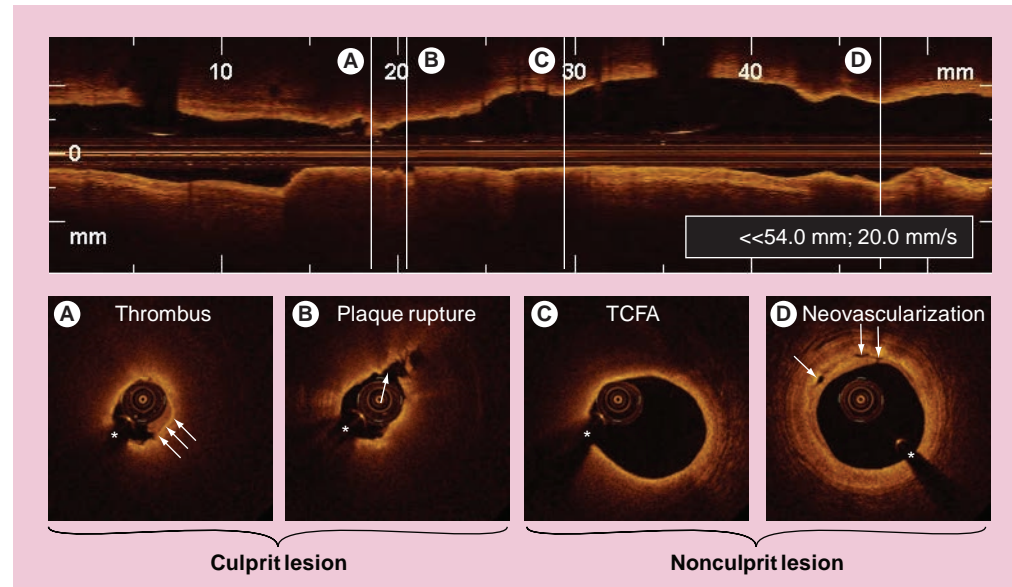 A B C D
10 20 30 40 mm
0
mm
<<54.0 mm; 20.0 mm/s
A Thrombus
B Plaque rupture
C TCFA
D Neovascularization
* * * *
Culprit lesion
Nonculprit lesion